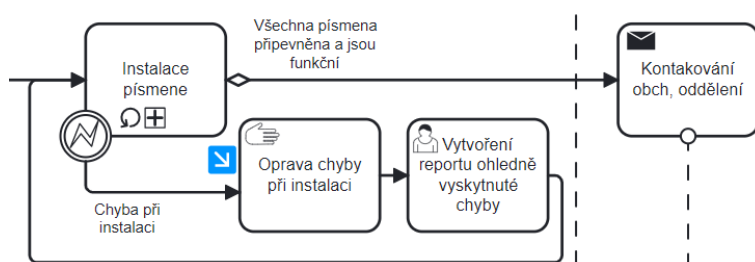 Všechna písmena
připevněna a jsou
funkční
Instalace
písmene
Kontakování
obch, oddělení
Oprava chyby
při instalaci
Vytvoření
reportu ohledně
vyskytnuté
chyby
Chyba při
instalaci